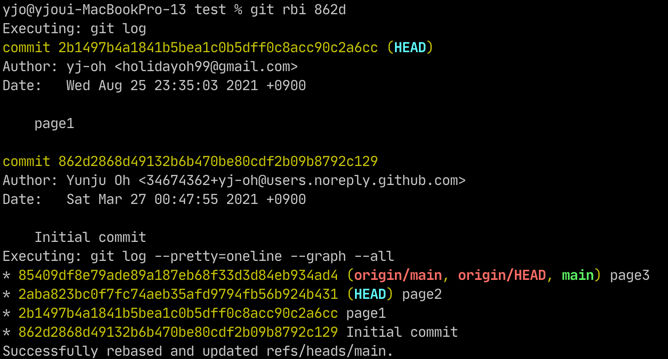 yjo@yjoui-MacBookPro-13 test % git rbi 862d
Executing: git log
commit 2b1497b4a1841b5bea1c0b5dff0c8acc90c2a6cc (HEAD)
Author: yj-oh <holidayoh99@gmail.com>
Date:   Wed Aug 25 23:35:03 2021 +0900

    page1

commit 862d2868d49132b6b470be80cdf2b09b8792c129
Author: Yunju Oh <34674362+yj-oh@users.noreply.github.com>
Date:   Sat Mar 27 00:47:55 2021 +0900

    Initial commit
Executing: git log --pretty=oneline --graph --all
* 85409df8e79ade89a187eb68f33d3d84eb934ad4 (origin/main, origin/HEAD, main) page3
* 2aba823bc0f7fc74aeb35afd9794fb56b924b431 (HEAD) page2
* 2b1497b4a1841b5bea1c0b5dff0c8acc90c2a6cc page1
* 862d2868d49132b6b470be80cdf2b09b8792c129 Initial commit
Successfully rebased and updated refs/heads/main.